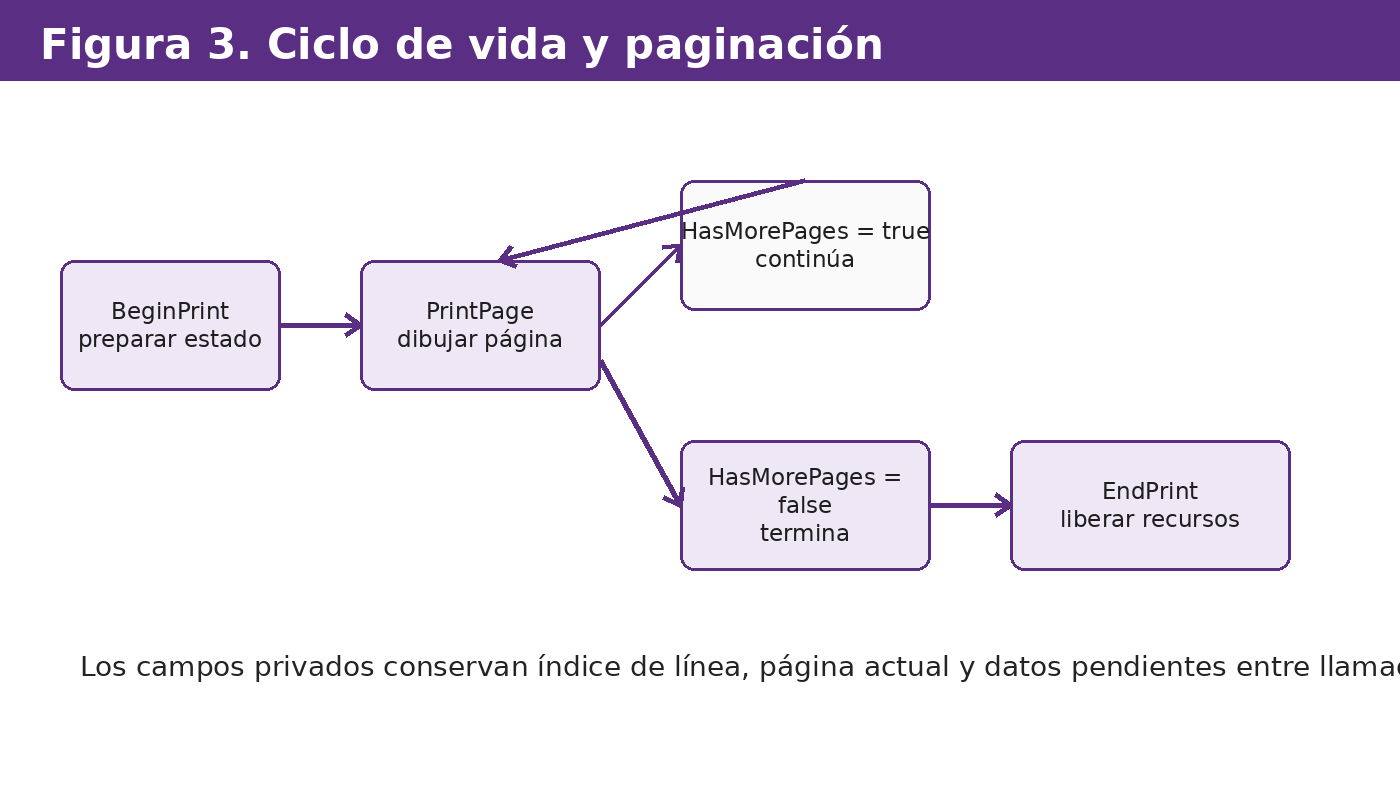 Figura 3. Ciclo de vida y paginación
HasMorePages = true
continúa
BeginPrint
preparar estado
PrintPage
dibujar página
HasMorePages =
false
termina
EndPrint
liberar recursos
Los campos privados conservan índice de línea, página actual y datos pendientes entre